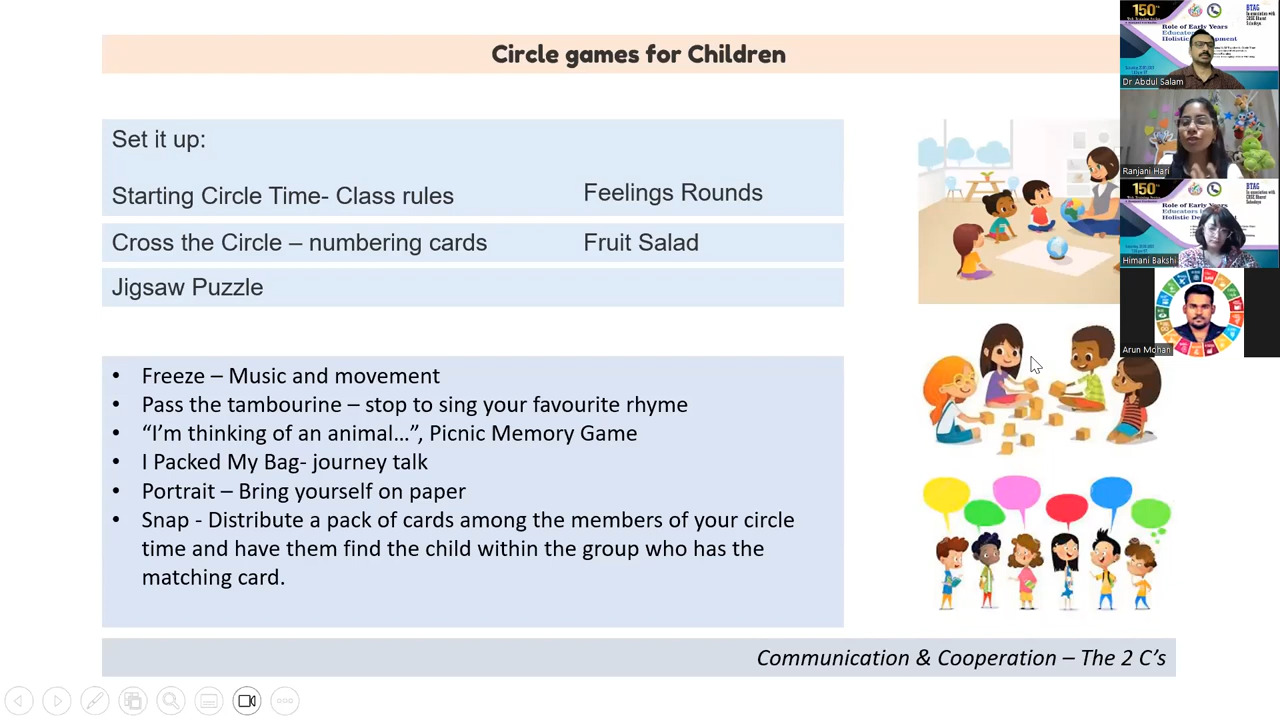 Circle games for Children
Set it up:
Starting Circle Time- Class rules
Feelings Rounds
Cross the Circle – numbering cards
Fruit Salad
Jigsaw Puzzle
• Freeze – Music and movement
• Pass the tambourine – stop to sing your favourite rhyme
• “I’m thinking of an animal…”, Picnic Memory Game
• I Packed My Bag- journey talk
• Portrait – Bring yourself on paper
• Snap - Distribute a pack of cards among the members of your circle
time and have them find the child within the group who has the
matching card.
Communication & Cooperation – The 2 C’s
150
BTAG
Role of Early Years
Dr Abdul Salam
Ranjani Hari
150
BTAG
Role of Early Years
Himani Bakshi
Arun Mohan